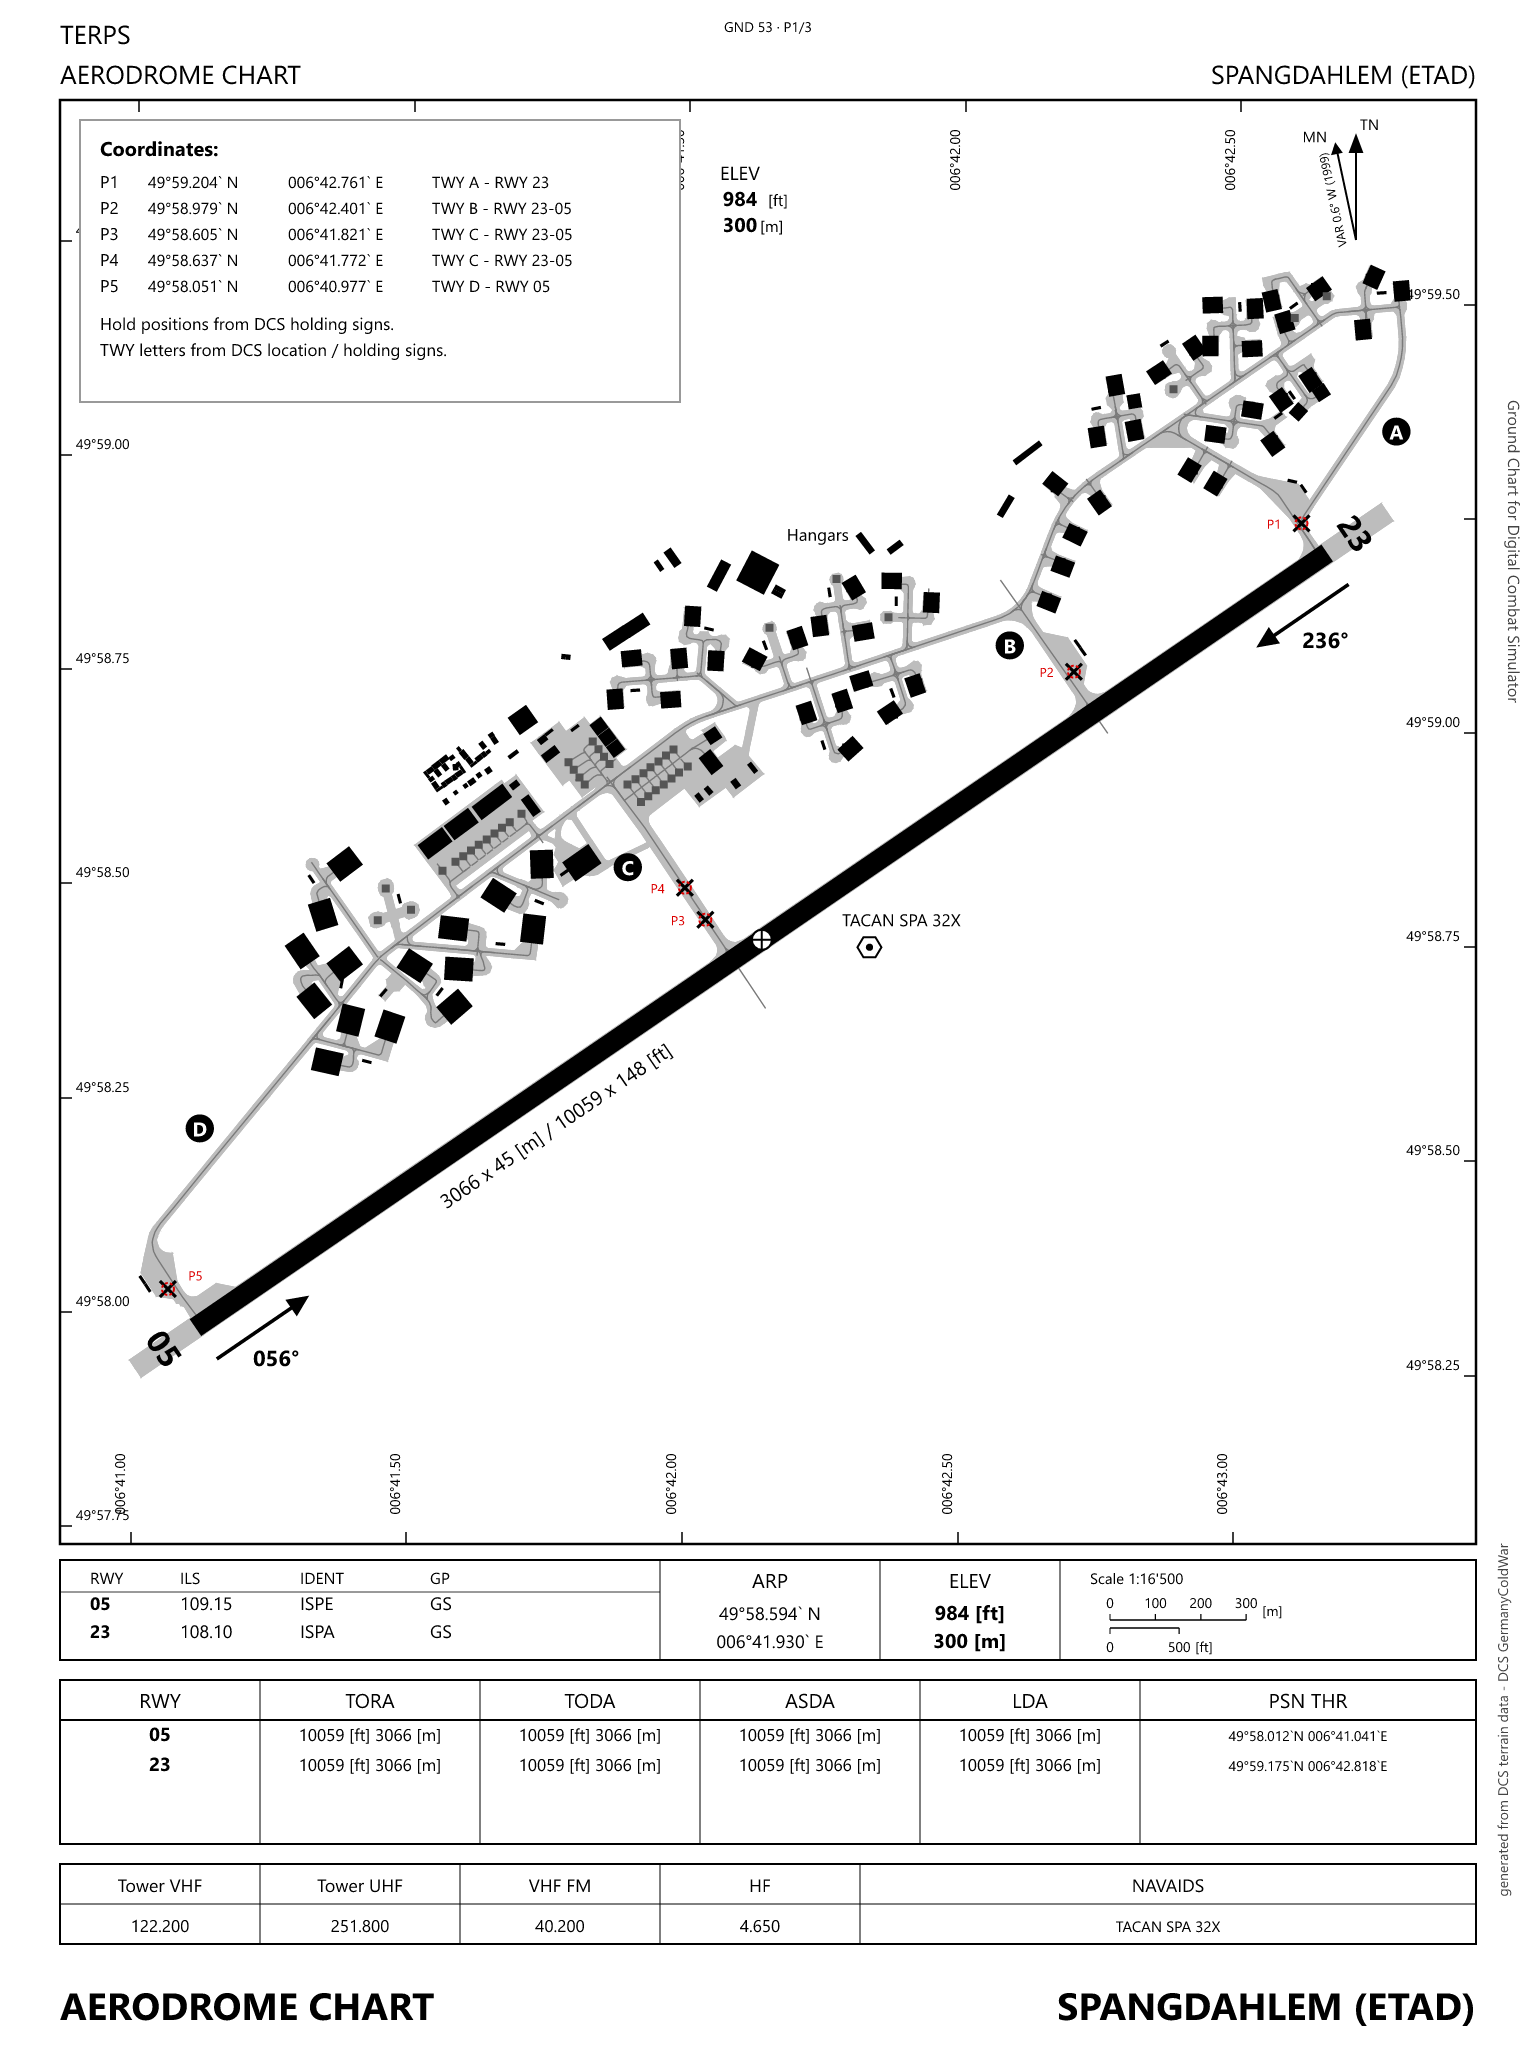 GND 53 · P1/3
TERPS
AERODROME CHART
SPANGDAHLEM (ETAD)
Coordinates:
P1 49°59.204` N 006°42.761` E TWY A - RWY 23
P2 49°58.979` N 006°42.401` E TWY B - RWY 23-05
P3 49°58.605` N 006°41.821` E TWY C - RWY 23-05
P4 49°58.637` N 006°41.772` E TWY C - RWY 23-05
P5 49°58.051` N 006°40.977` E TWY D - RWY 05
Hold positions from DCS holding signs.
TWY letters from DCS location / holding signs.
ELEV
984 [ft]
300 [m]
006°42.00
006°42.50
MN
TN
VAR 0.6° W (1999)
49°59.50
49°59.00
A
P1
23
Hangars
236°
B
P2
49°58.75
49°59.00
49°58.50
C
P4
P3
TACAN SPA 32X
49°58.75
3066 x 45 [m] / 10059 x 148 [ft]
49°58.25
D
49°58.50
P5
49°58.00
05
056°
49°58.25
49°57.75
006°41.00
006°41.50
006°42.00
006°42.50
006°43.00
Ground Chart for Digital Combat Simulator
RWY ILS IDENT GP
05 109.15 ISPE GS
23 108.10 ISPA GS
ARP
49°58.594` N
006°41.930` E
ELEV
984 [ft]
300 [m]
Scale 1:16'500
0 100 200 300 [m]
0 500 [ft]
RWY TORA TODA ASDA LDA PSN THR
05 10059 [ft] 3066 [m] 10059 [ft] 3066 [m] 10059 [ft] 3066 [m] 10059 [ft] 3066 [m] 49°58.012`N 006°41.041`E
23 10059 [ft] 3066 [m] 10059 [ft] 3066 [m] 10059 [ft] 3066 [m] 10059 [ft] 3066 [m] 49°59.175`N 006°42.818`E
Tower VHF Tower UHF VHF FM HF NAVAIDS
122.200 251.800 40.200 4.650 TACAN SPA 32X
generated from DCS terrain data - DCS GermanyColdWar
AERODROME CHART
SPANGDAHLEM (ETAD)